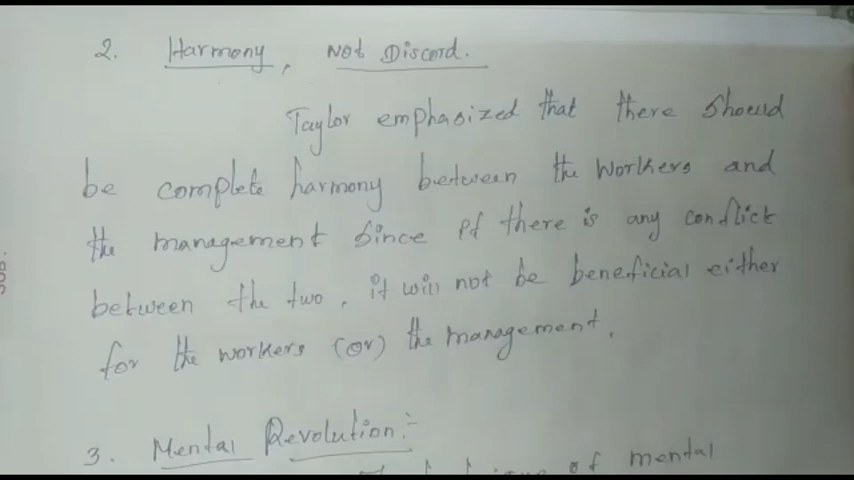 2. Harmony, Not Discord.
Taylor emphasized that there should
be complete harmony between the workers and
the management since if there is any conflict
between the two, it will not be beneficial either
for the workers (or) the management.
3. Mental Revolution:-
of mental